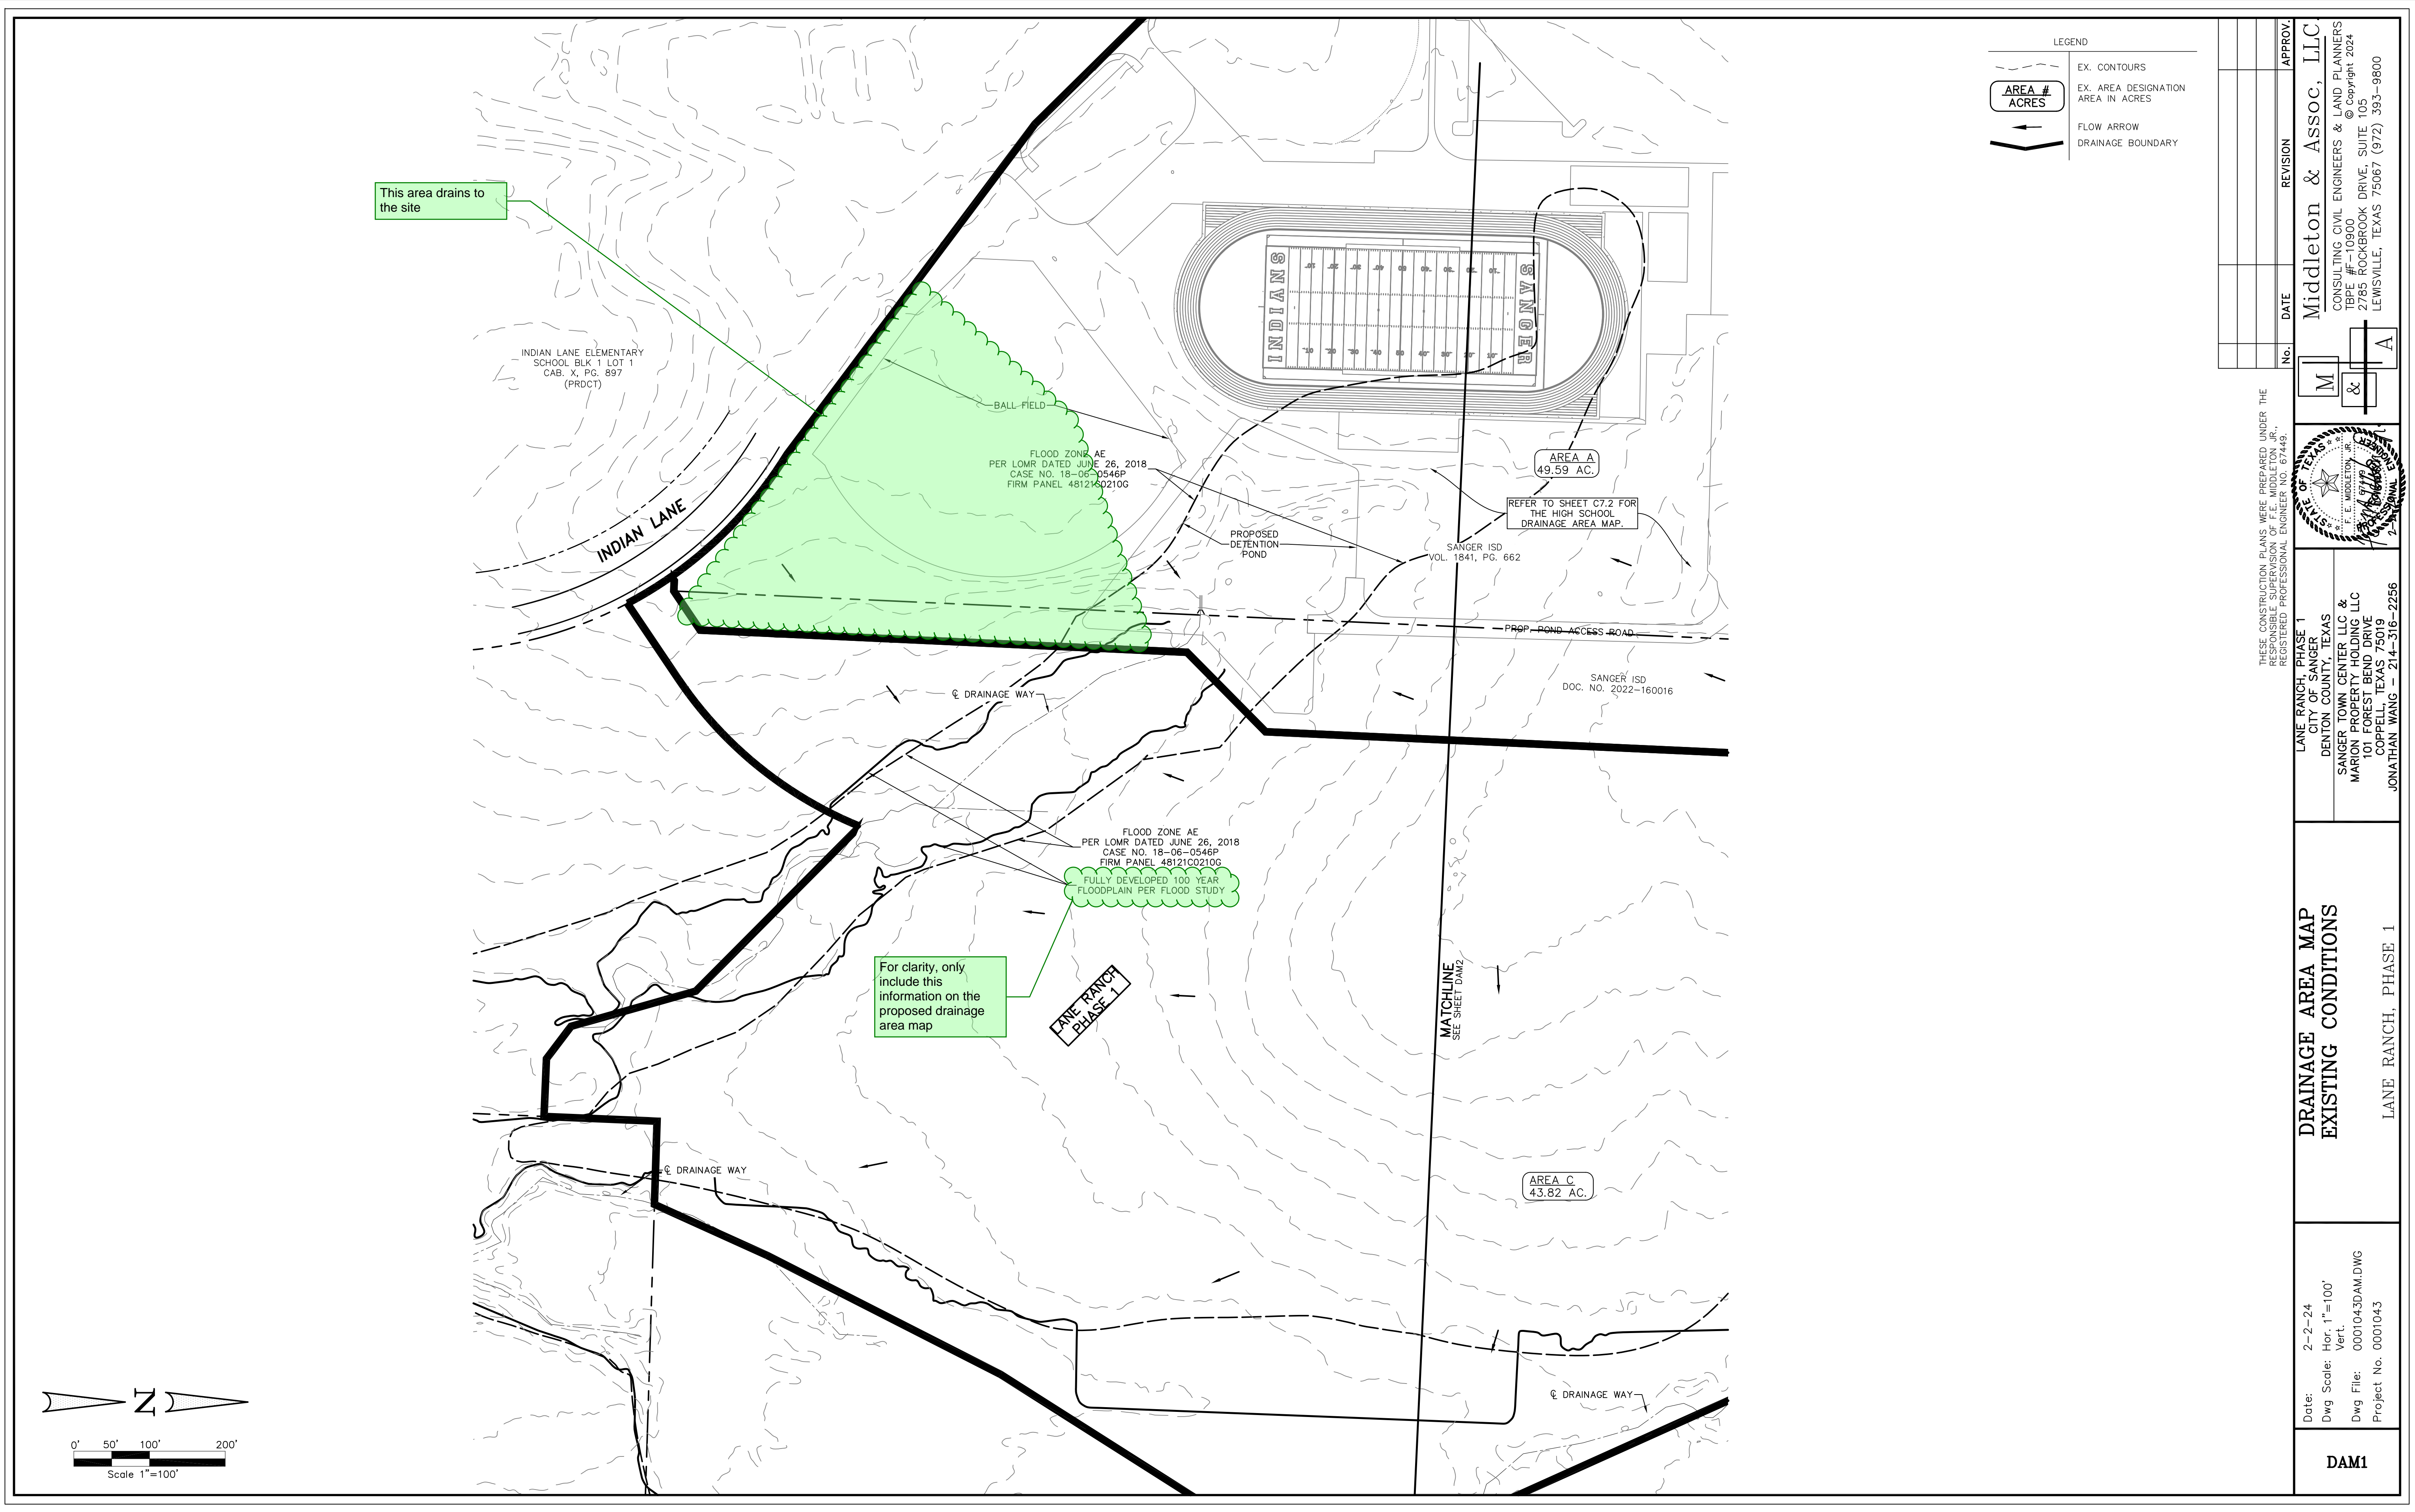 LEGEND
EX. CONTOURS
AREA #
ACRES
EX. AREA DESIGNATION
AREA IN ACRES
FLOW ARROW
DRAINAGE BOUNDARY
This area drains to
the site
INDIAN LANE ELEMENTARY
SCHOOL BLK 1 LOT 1
CAB. X, PG. 897
(PRDCT)
INDIAN LANE
BALL FIELD
FLOOD ZONE AE
PER LOMR DATED JUNE 26, 2018
CASE NO. 18-06-0546P
FIRM PANEL 48121C0210G
INDIANS
SANGER
AREA A
49.59 AC.
REFER TO SHEET C7.2 FOR
THE HIGH SCHOOL
DRAINAGE AREA MAP.
PROPOSED
DETENTION
POND
SANGER ISD
VOL. 1841, PG. 662
PROP. POND ACCESS ROAD
SANGER ISD
DOC. NO. 2022-160016
℄ DRAINAGE WAY
FLOOD ZONE AE
PER LOMR DATED JUNE 26, 2018
CASE NO. 18-06-0546P
FIRM PANEL 48121C0210G
FULLY DEVELOPED 100 YEAR
FLOODPLAIN PER FLOOD STUDY
For clarity, only
include this
information on the
proposed drainage
area map
LANE RANCH
PHASE 1
MATCHLINE
SEE SHEET DAM2
℄ DRAINAGE WAY
AREA C
43.82 AC.
℄ DRAINAGE WAY
N
0' 50' 100' 200'
Scale 1"=100'
No. DATE REVISION APPROV.
Middleton & Assoc, LLC.
CONSULTING CIVIL ENGINEERS & LAND PLANNERS
TBPE #F-10900 © Copyright 2024
2785 ROCKBROOK DRIVE, SUITE 105
LEWISVILLE, TEXAS 75067 (972) 393-9800
M & A
THESE CONSTRUCTION PLANS WERE PREPARED UNDER THE
RESPONSIBLE SUPERVISION OF F.E. MIDDLETON JR.,
REGISTERED PROFESSIONAL ENGINEER NO. 67449.
STATE OF TEXAS
F. E. MIDDLETON, JR.
67449
LANE RANCH, PHASE 1
CITY OF SANGER
DENTON COUNTY, TEXAS
SANGER TOWN CENTER LLC &
MARION PROPERTY HOLDING LLC
101 FOREST BEND DRIVE
COPPELL, TEXAS 75019
JONATHAN WANG - 214-316-2256
DRAINAGE AREA MAP
EXISTING CONDITIONS
LANE RANCH, PHASE 1
Date: 2-2-24
Dwg Scale: Hor. 1"=100'
Vert.
Dwg File: 0001043DAM.DWG
Project No. 0001043
DAM1